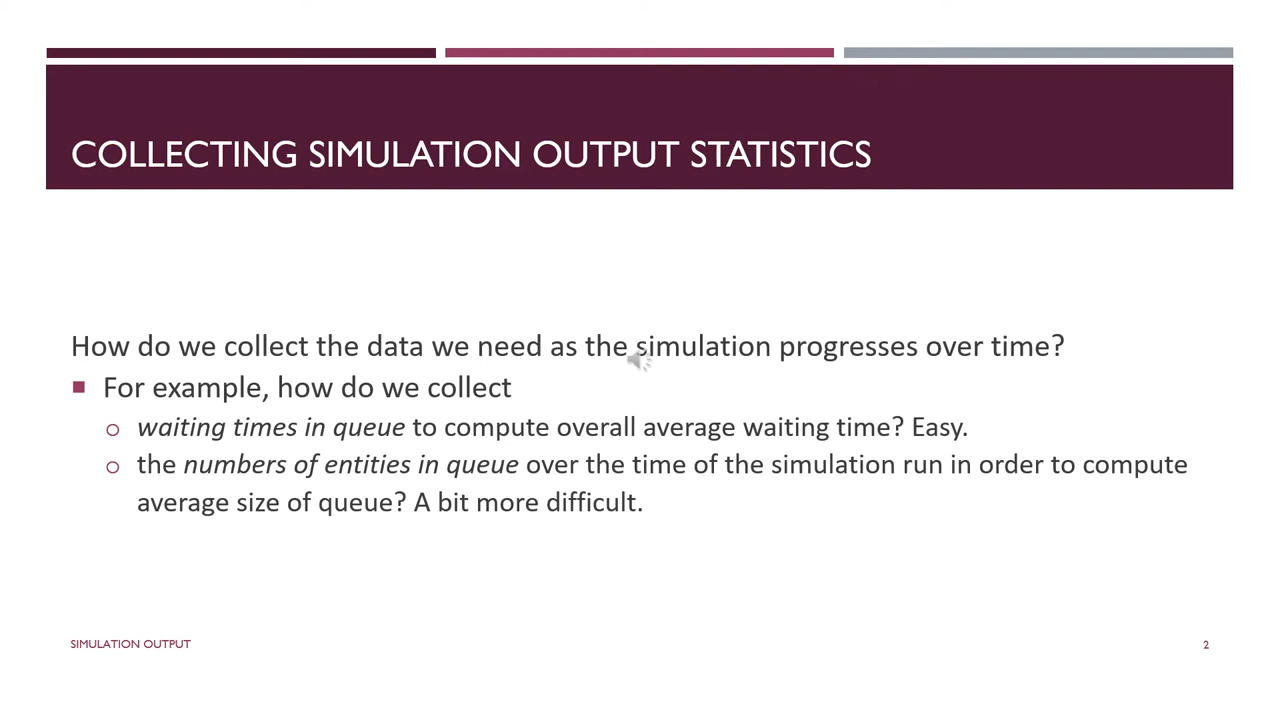 COLLECTING SIMULATION OUTPUT STATISTICS
How do we collect the data we need as the simulation progresses over time?
■ For example, how do we collect
o waiting times in queue to compute overall average waiting time? Easy.
o the numbers of entities in queue over the time of the simulation run in order to compute
average size of queue? A bit more difficult.
SIMULATION OUTPUT
2